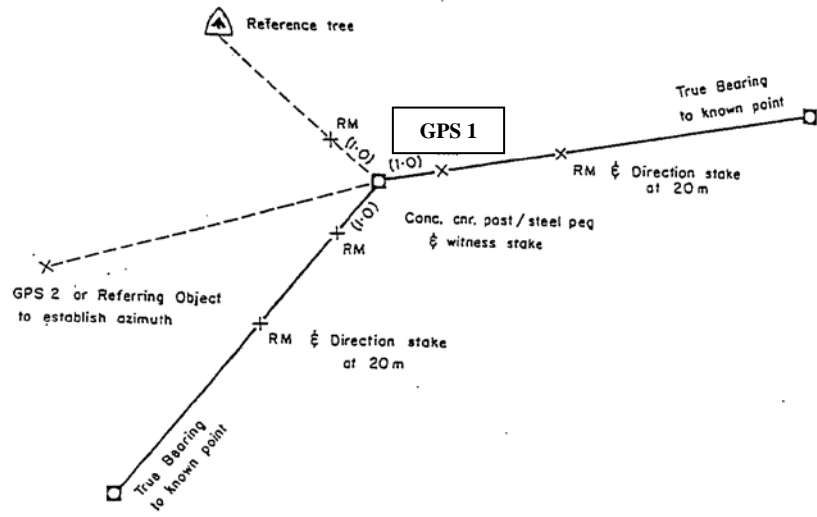 Reference tree
True Bearing
to known point
GPS 1
RM
(1·0)
(1·0)
RM & Direction stake
at 20 m
(1·0)
Conc. cnr. post / steel peg
& witness stake
RM
GPS 2 or Referring Object
to establish azimuth
RM & Direction stake
at 20 m
True Bearing
to known point